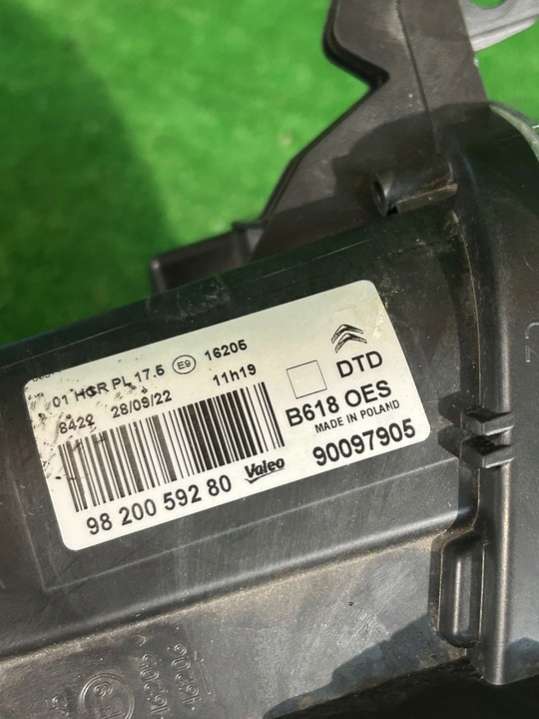 01 HCR PL 17.5 E9 16205
8422 28/09/22 11h19
DTD
B618 OES
MADE IN POLAND
98 200 592 80 Valeo 90097905